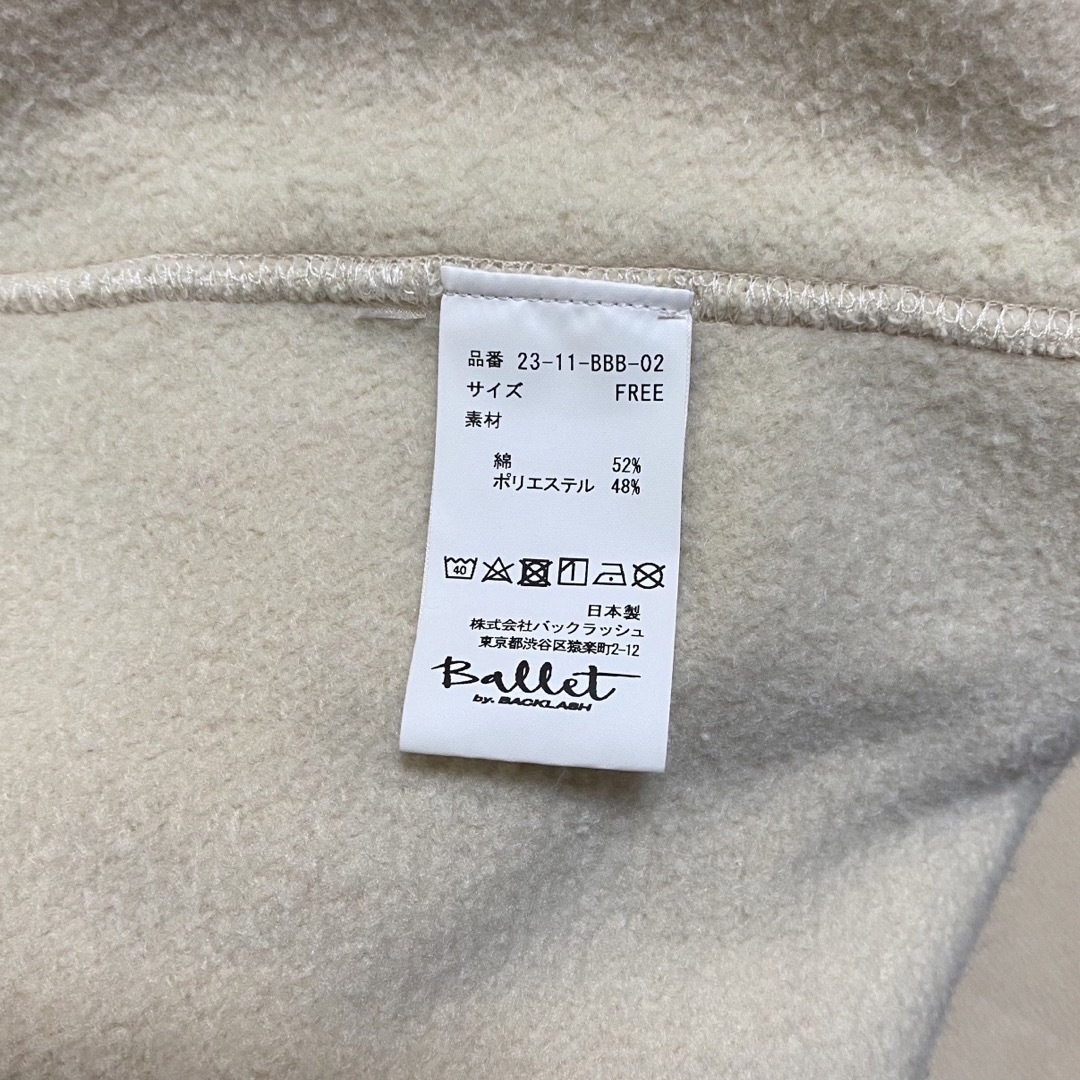 品番 23-11-BBB-02
サイズ FREE
素材
綿 52%
ポリエステル 48%
40
日本製
株式会社バックラッシュ
東京都渋谷区猿楽町2-12
Ballet
by. BACKLASH